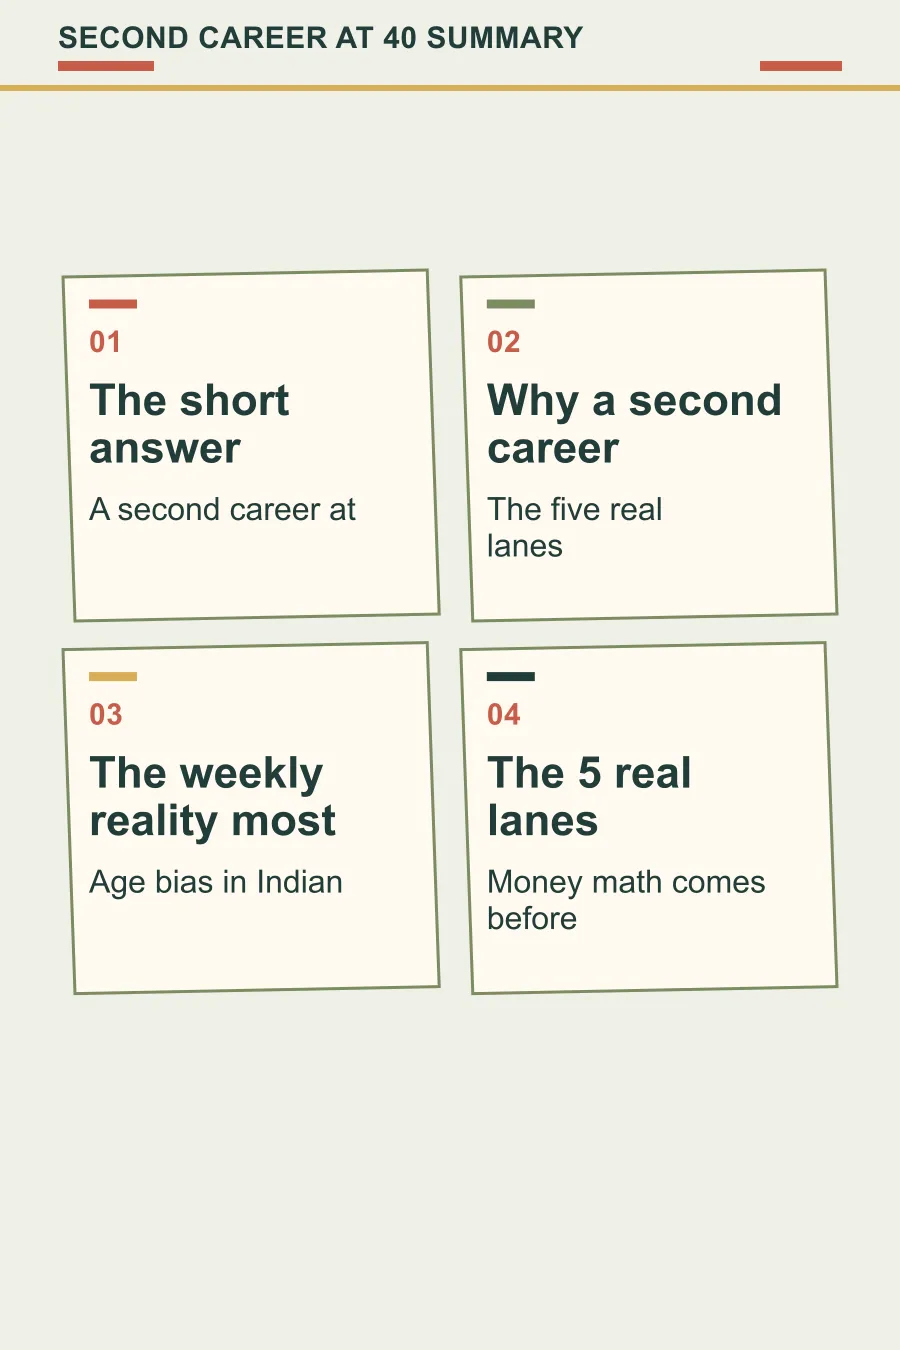 SECOND CAREER AT 40 SUMMARY
01
The short
answer
A second career at
02
Why a second
career
The five real
lanes
03
The weekly
reality most
Age bias in Indian
04
The 5 real
lanes
Money math comes
before